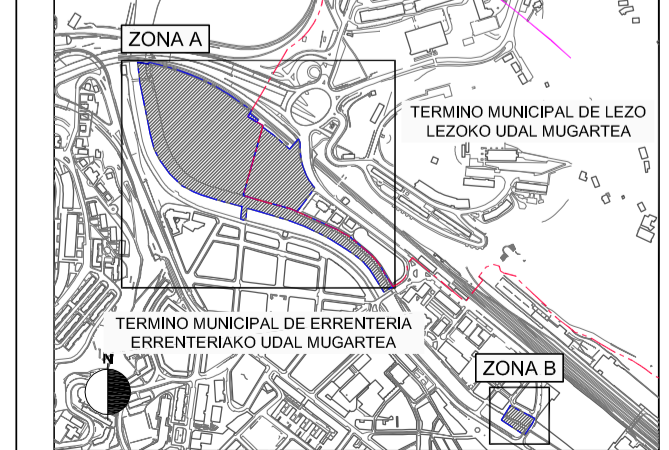 ZONA A
TERMINO MUNICIPAL DE LEZO
LEZOKO UDAL MUGARTEA
TERMINO MUNICIPAL DE ERRENTERIA
ERRENTERIAKO UDAL MUGARTEA
N
ZONA B